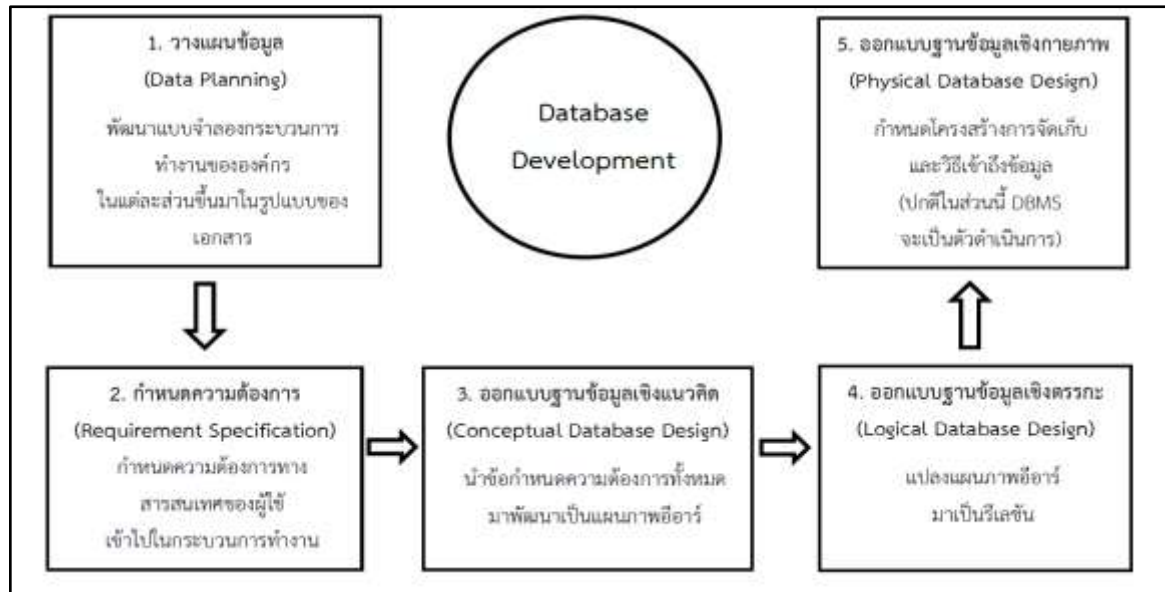 1. วางแผนข้อมูล
(Data Planning)
พัฒนาแบบจำลองกระบวนการ
ทำงานขององค์กร
ในแต่ละส่วนขึ้นมาในรูปแบบของ
เอกสาร
Database
Development
2. กำหนดความต้องการ
(Requirement Specification)
กำหนดความต้องการทาง
สารสนเทศของผู้ใช้
เข้าไปในกระบวนการทำงาน
3. ออกแบบฐานข้อมูลเชิงแนวคิด
(Conceptual Database Design)
นำข้อกำหนดความต้องการทั้งหมด
มาพัฒนาเป็นแผนภาพอีอาร์
4. ออกแบบฐานข้อมูลเชิงตรรกะ
(Logical Database Design)
แปลงแผนภาพอีอาร์
มาเป็นรีเลชัน
5. ออกแบบฐานข้อมูลเชิงกายภาพ
(Physical Database Design)
กำหนดโครงสร้างการจัดเก็บ
และวิธีเข้าถึงข้อมูล
(ปกติในส่วนนี้ DBMS
จะเป็นตัวดำเนินการ)